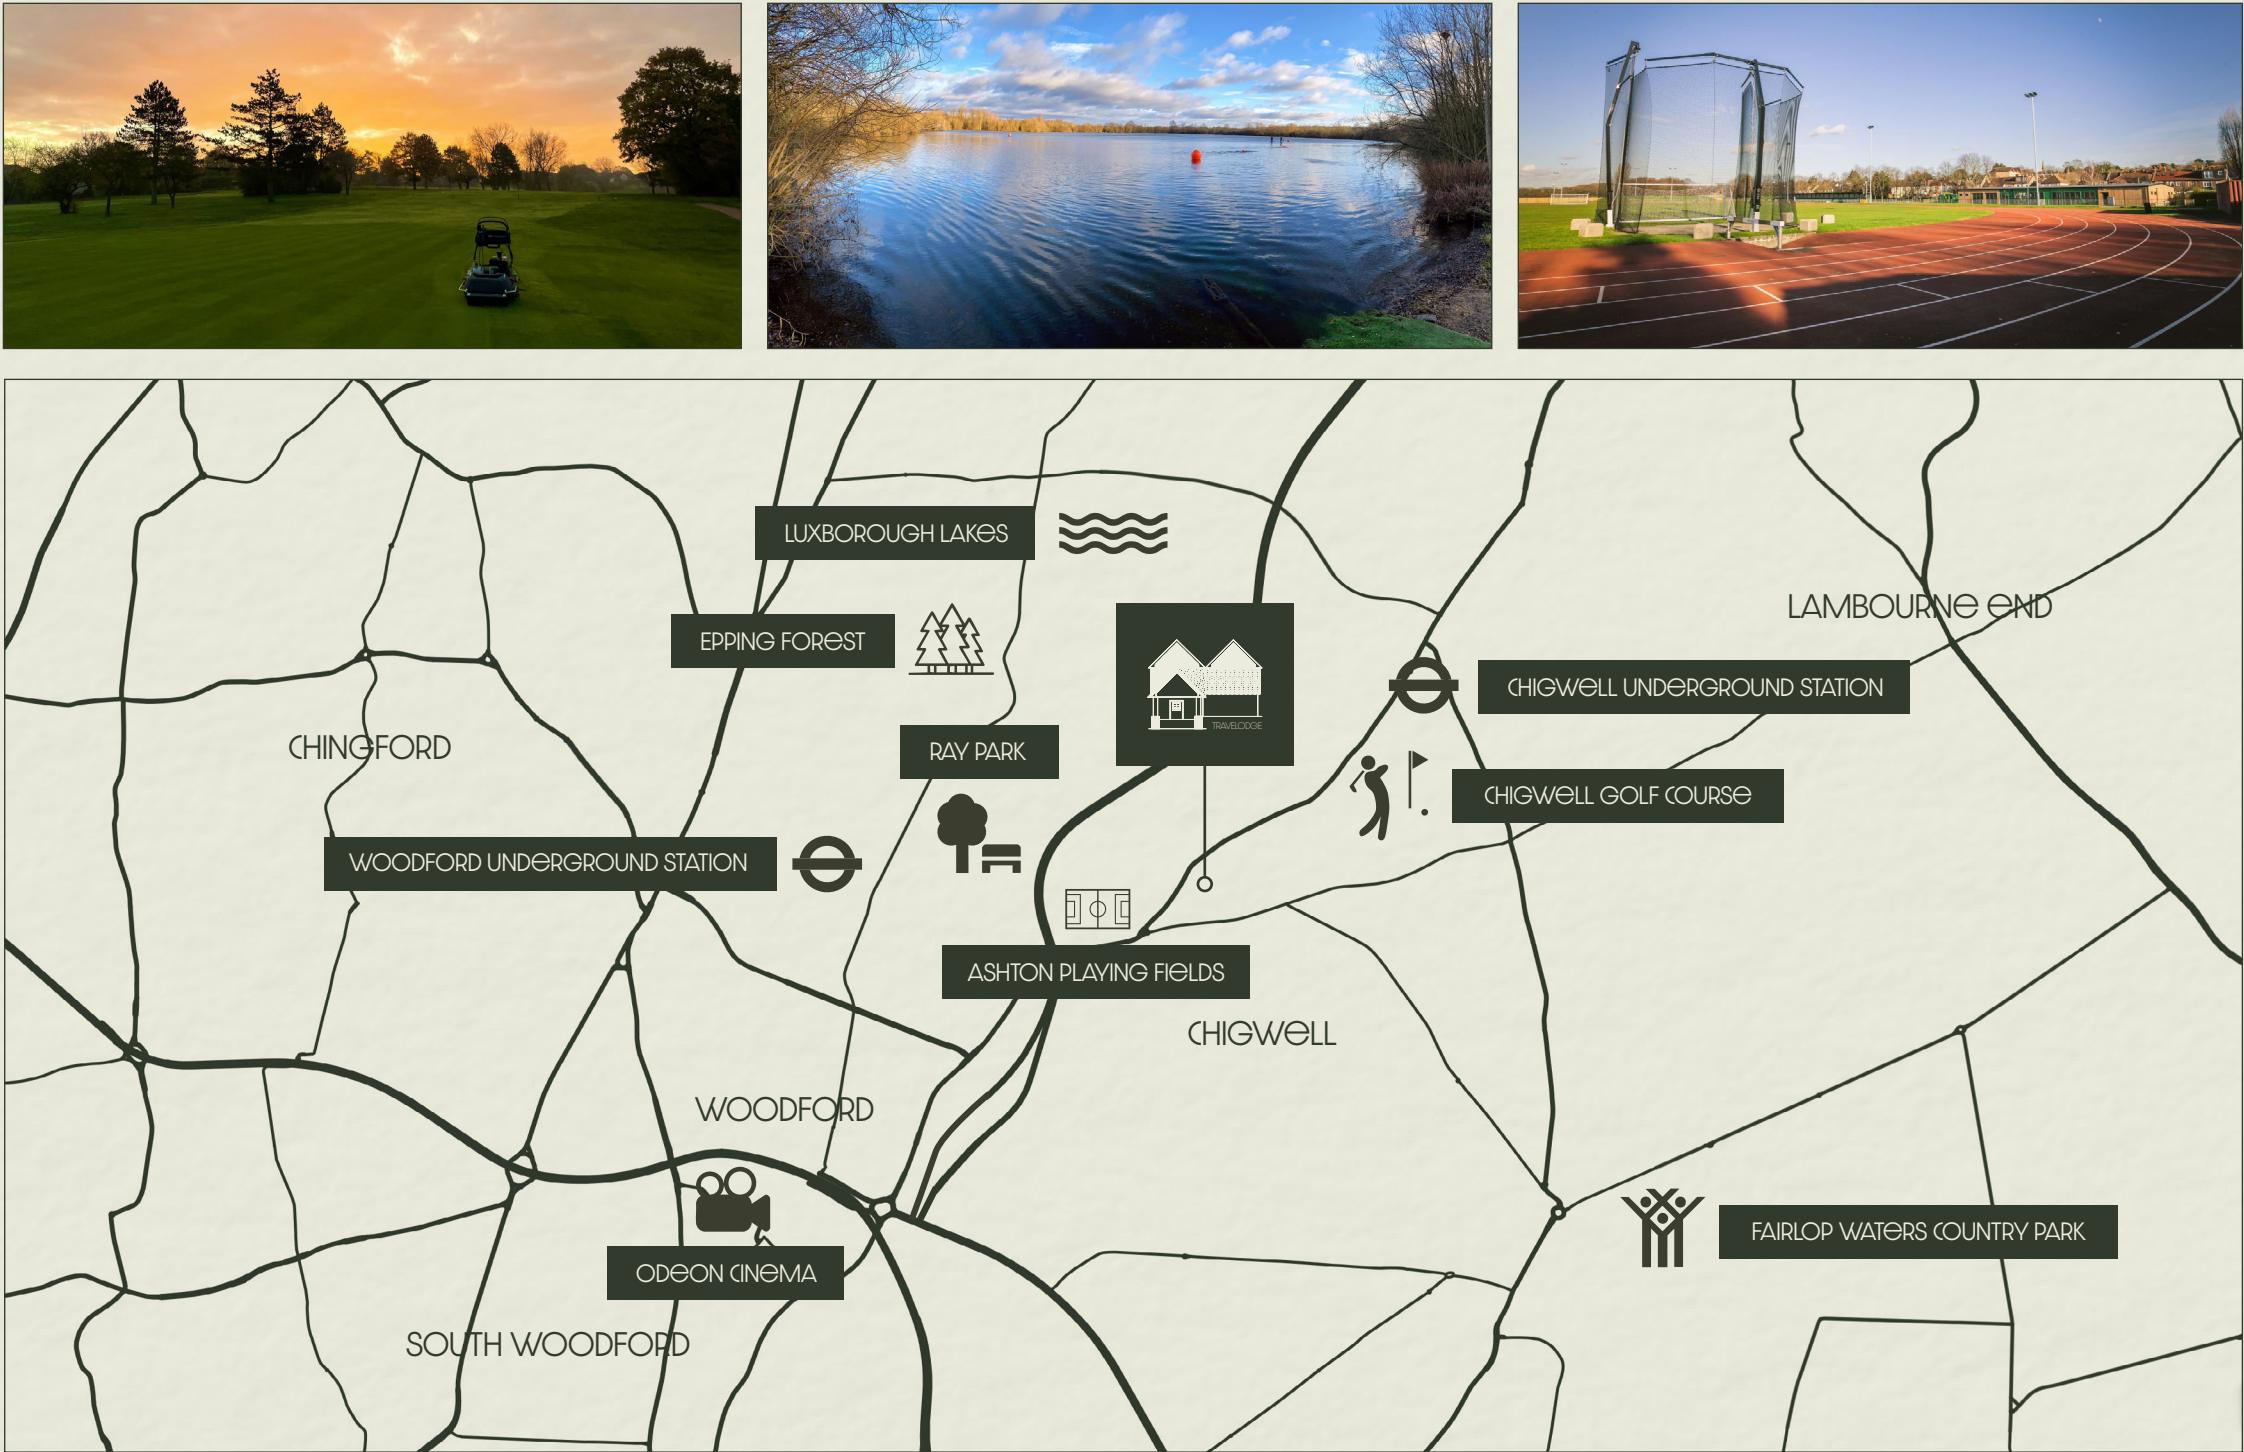 LUXBOROUGH LAKES
LAMBOURNE END
EPPING FOREST
CHIGWELL UNDERGROUND STATION
TRAVELODGE
CHINGFORD
RAY PARK
CHIGWELL GOLF COURSE
WOODFORD UNDERGROUND STATION
ASHTON PLAYING FIELDS
CHIGWELL
WOODFORD
FAIRLOP WATERS COUNTRY PARK
ODEON CINEMA
SOUTH WOODFORD